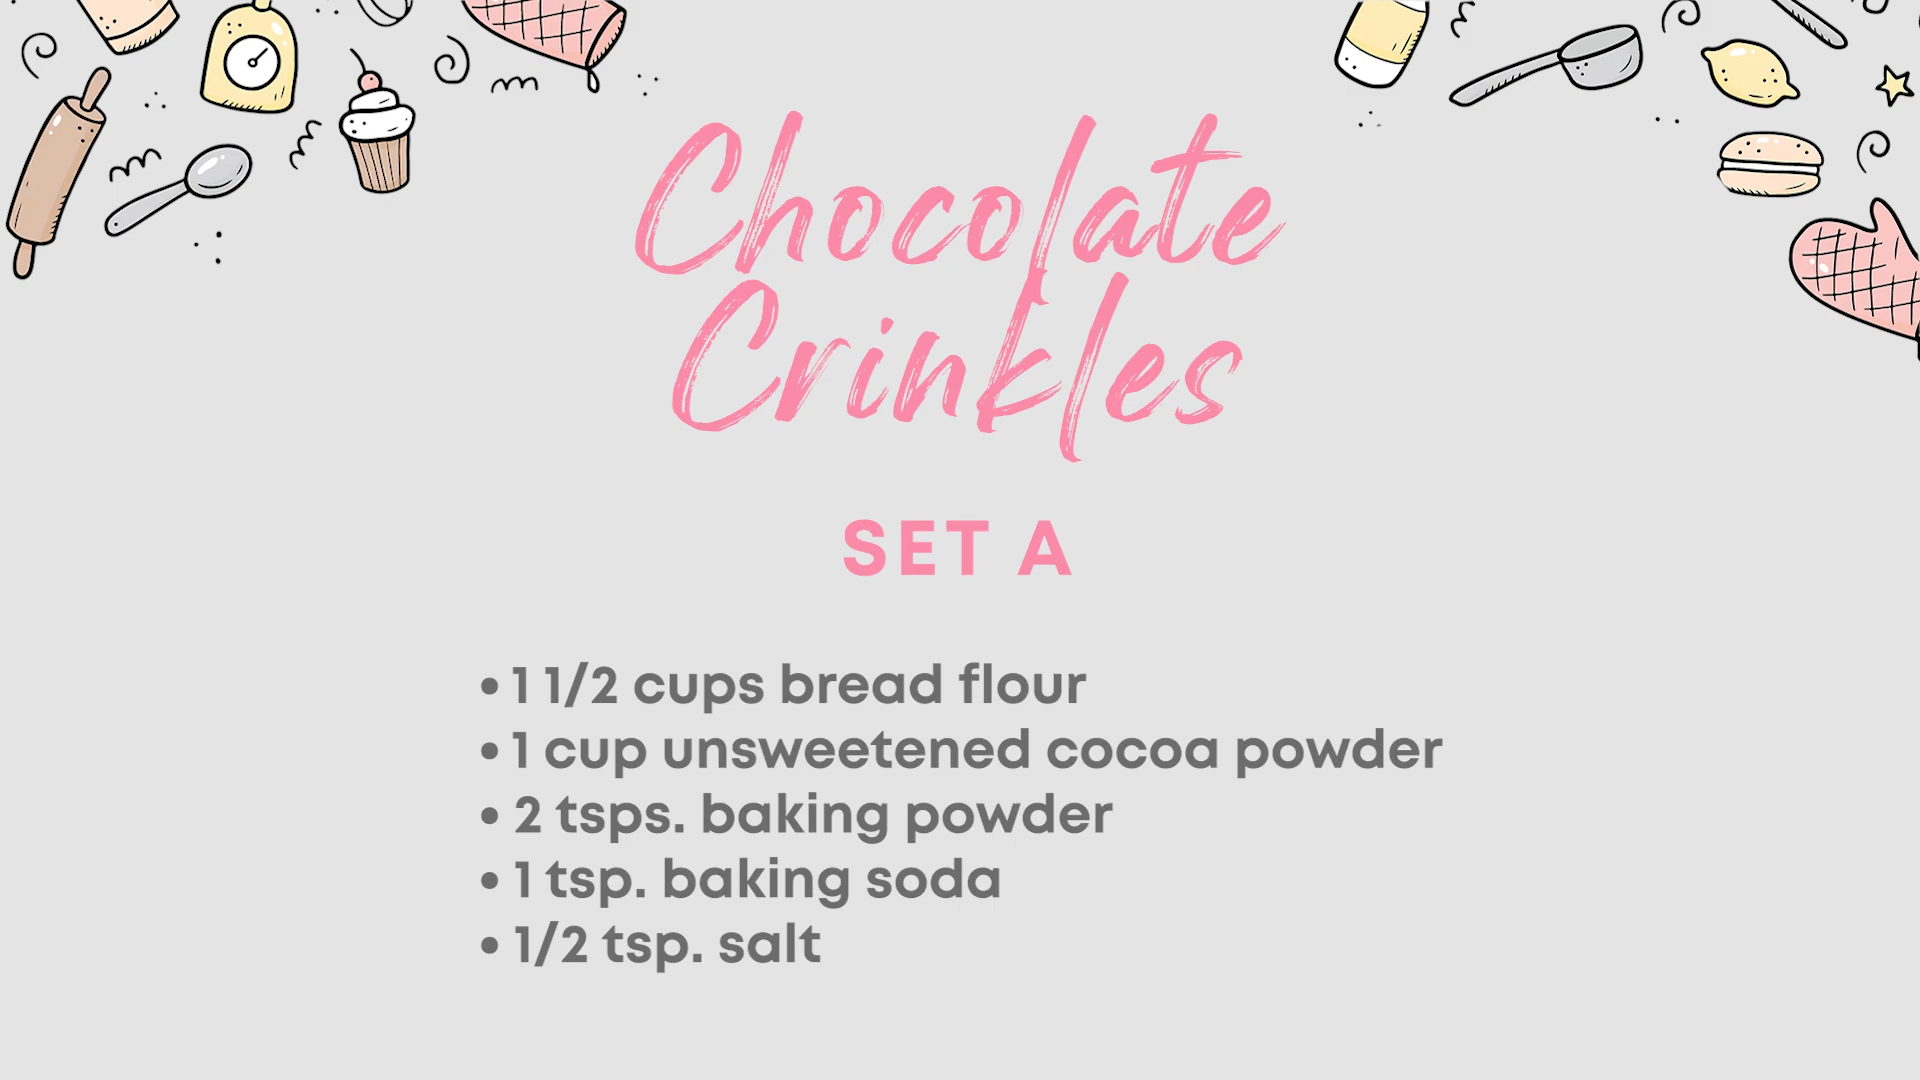 Chocolate
Crinkles
SET A
• 1 1/2 cups bread flour
• 1 cup unsweetened cocoa powder
• 2 tsps. baking powder
• 1 tsp. baking soda
• 1/2 tsp. salt